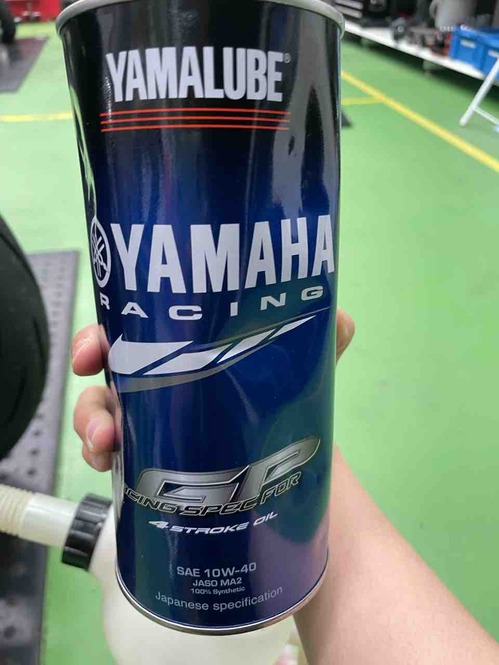 YAMALUBE®
YAMAHA
RACING
GP
RACING SPEC FOR
4-STROKE OIL
SAE 10W-40
JASO MA2
100% Synthetic
Japanese specification